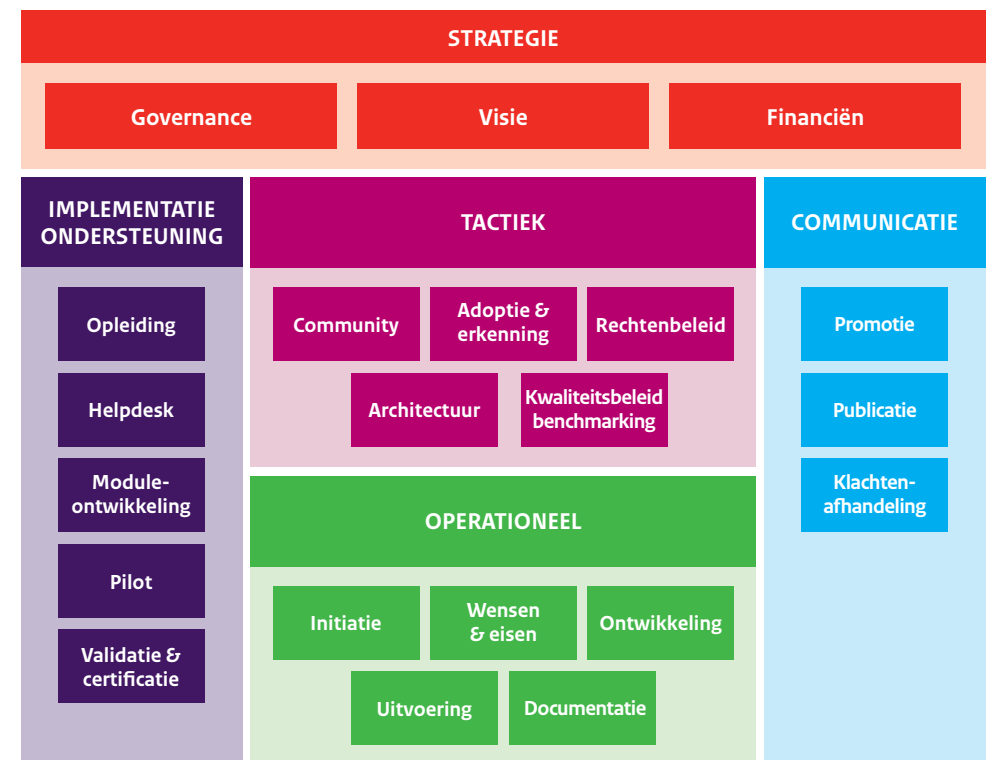 STRATEGIE
Governance
Visie
Financiën
IMPLEMENTATIE
ONDERSTEUNING
Opleiding
Helpdesk
Module-
ontwikkeling
Pilot
Validatie &
certificatie
TACTIEK
Community
Adoptie &
erkenning
Rechtenbeleid
Architectuur
Kwaliteitsbeleid
benchmarking
OPERATIONEEL
Initiatie
Wensen
& eisen
Ontwikkeling
Uitvoering
Documentatie
COMMUNICATIE
Promotie
Publicatie
Klachten-
afhandeling